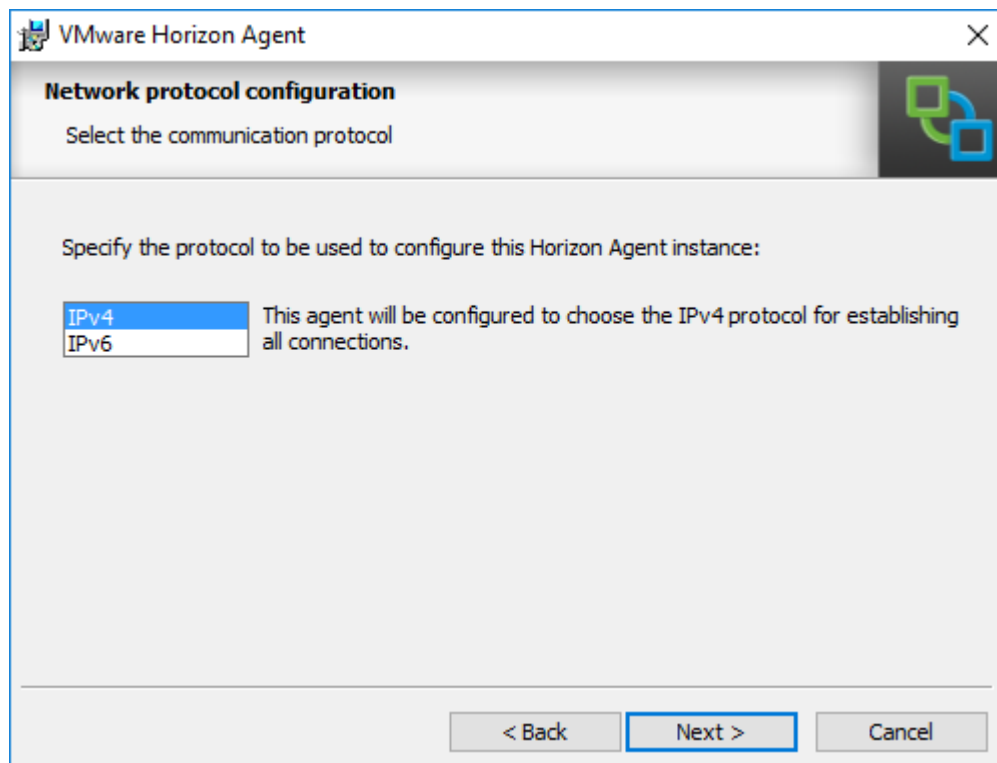 VMware Horizon Agent
Network protocol configuration
Select the communication protocol
Specify the protocol to be used to configure this Horizon Agent instance:
IPv4
IPv6
This agent will be configured to choose the IPv4 protocol for establishing
all connections.
< Back
Next >
Cancel